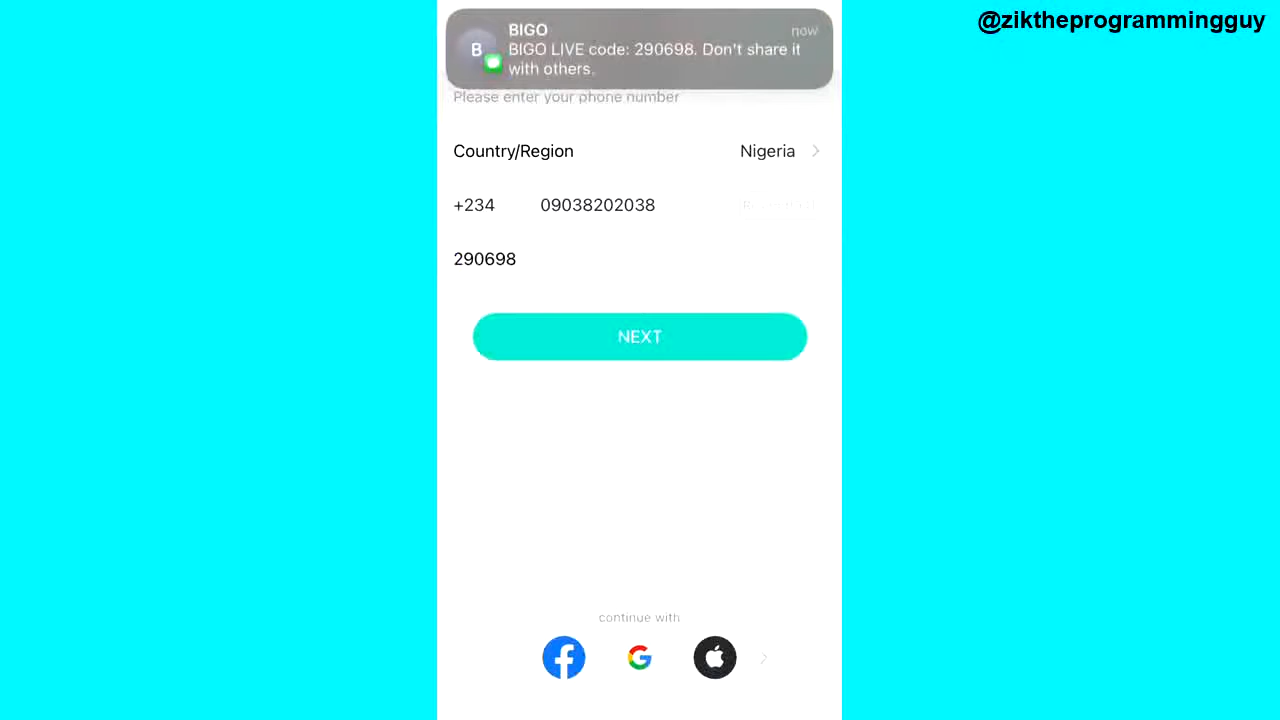 @ziktheprogrammingguy
BIGO now
B
BIGO LIVE code: 290698. Don't share it
with others.
Please enter your phone number
Country/Region Nigeria
+234 09038202038
290698
NEXT
continue with